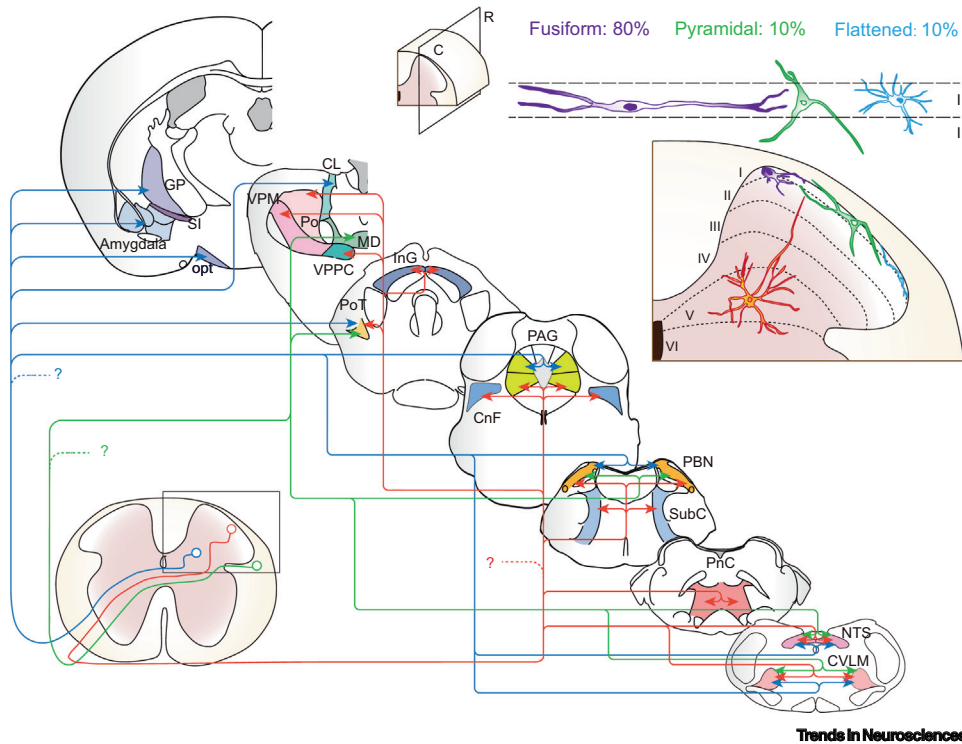 R
C
Fusiform: 80% Pyramidal: 10% Flattened: 10%
I
I
GP
SI
Amygdala
opt
CL
VPM
Po
MD
VPPC
InG
PoT
I
II
III
IV
V
VI
PAG
CnF
?
?
PBN
SubC
?
PnC
NTS
CVLM
Trends in Neurosciences